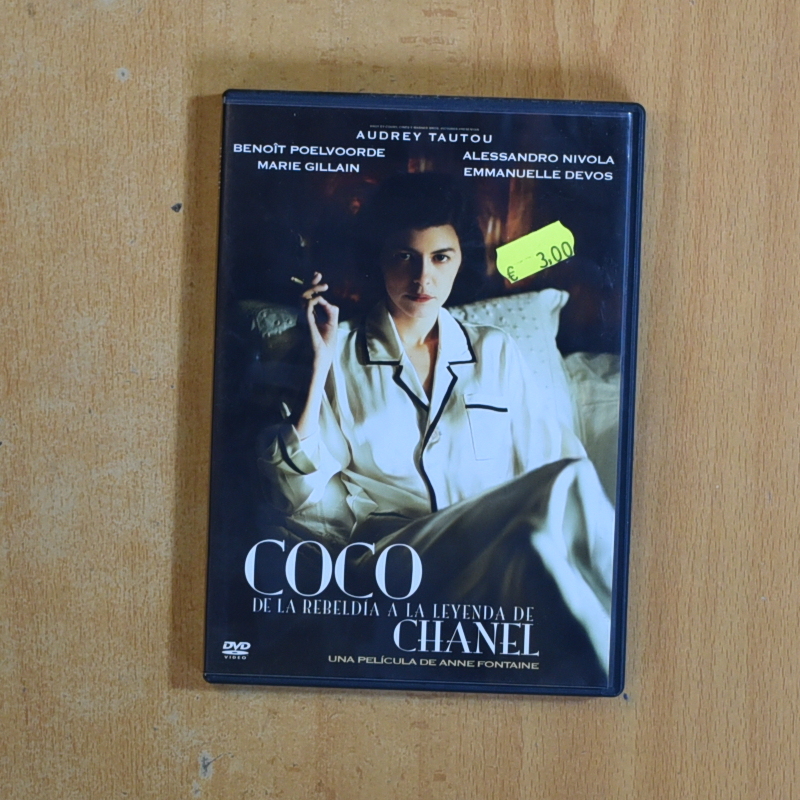 AUDREY TAUTOU
BENOÎT POELVOORDE
MARIE GILLAIN
ALESSANDRO NIVOLA
EMMANUELLE DEVOS
€ 3,00
COCO
DE LA REBELDÍA A LA LEYENDA DE
CHANEL
DVD
VIDEO
UNA PELÍCULA DE ANNE FONTAINE